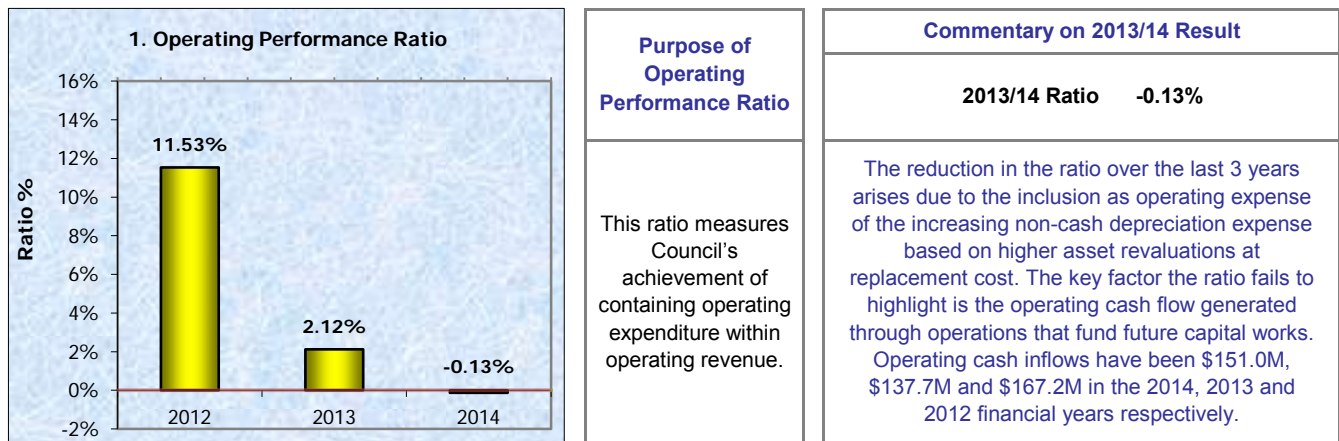 1. Operating Performance Ratio
16%
14%
12%
10%
8%
6%
4%
2%
0%
-2%
Ratio %
11.53%
2.12%
-0.13%
2012
2013
2014
Purpose of
Operating
Performance Ratio
This ratio measures
Council's
achievement of
containing operating
expenditure within
operating revenue.
Commentary on 2013/14 Result
2013/14 Ratio -0.13%
The reduction in the ratio over the last 3 years
arises due to the inclusion as operating expense
of the increasing non-cash depreciation expense
based on higher asset revaluations at
replacement cost. The key factor the ratio fails to
highlight is the operating cash flow generated
through operations that fund future capital works.
Operating cash inflows have been $151.0M,
$137.7M and $167.2M in the 2014, 2013 and
2012 financial years respectively.